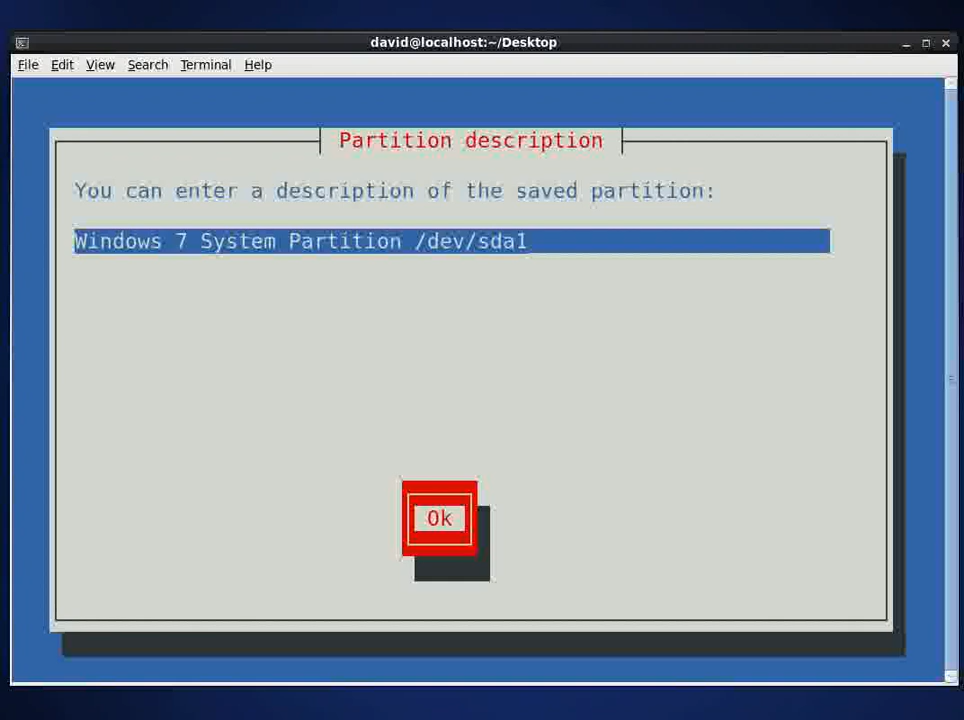 david@localhost:~/Desktop
File Edit View Search Terminal Help
Partition description
You can enter a description of the saved partition:
Windows 7 System Partition /dev/sda1
Ok